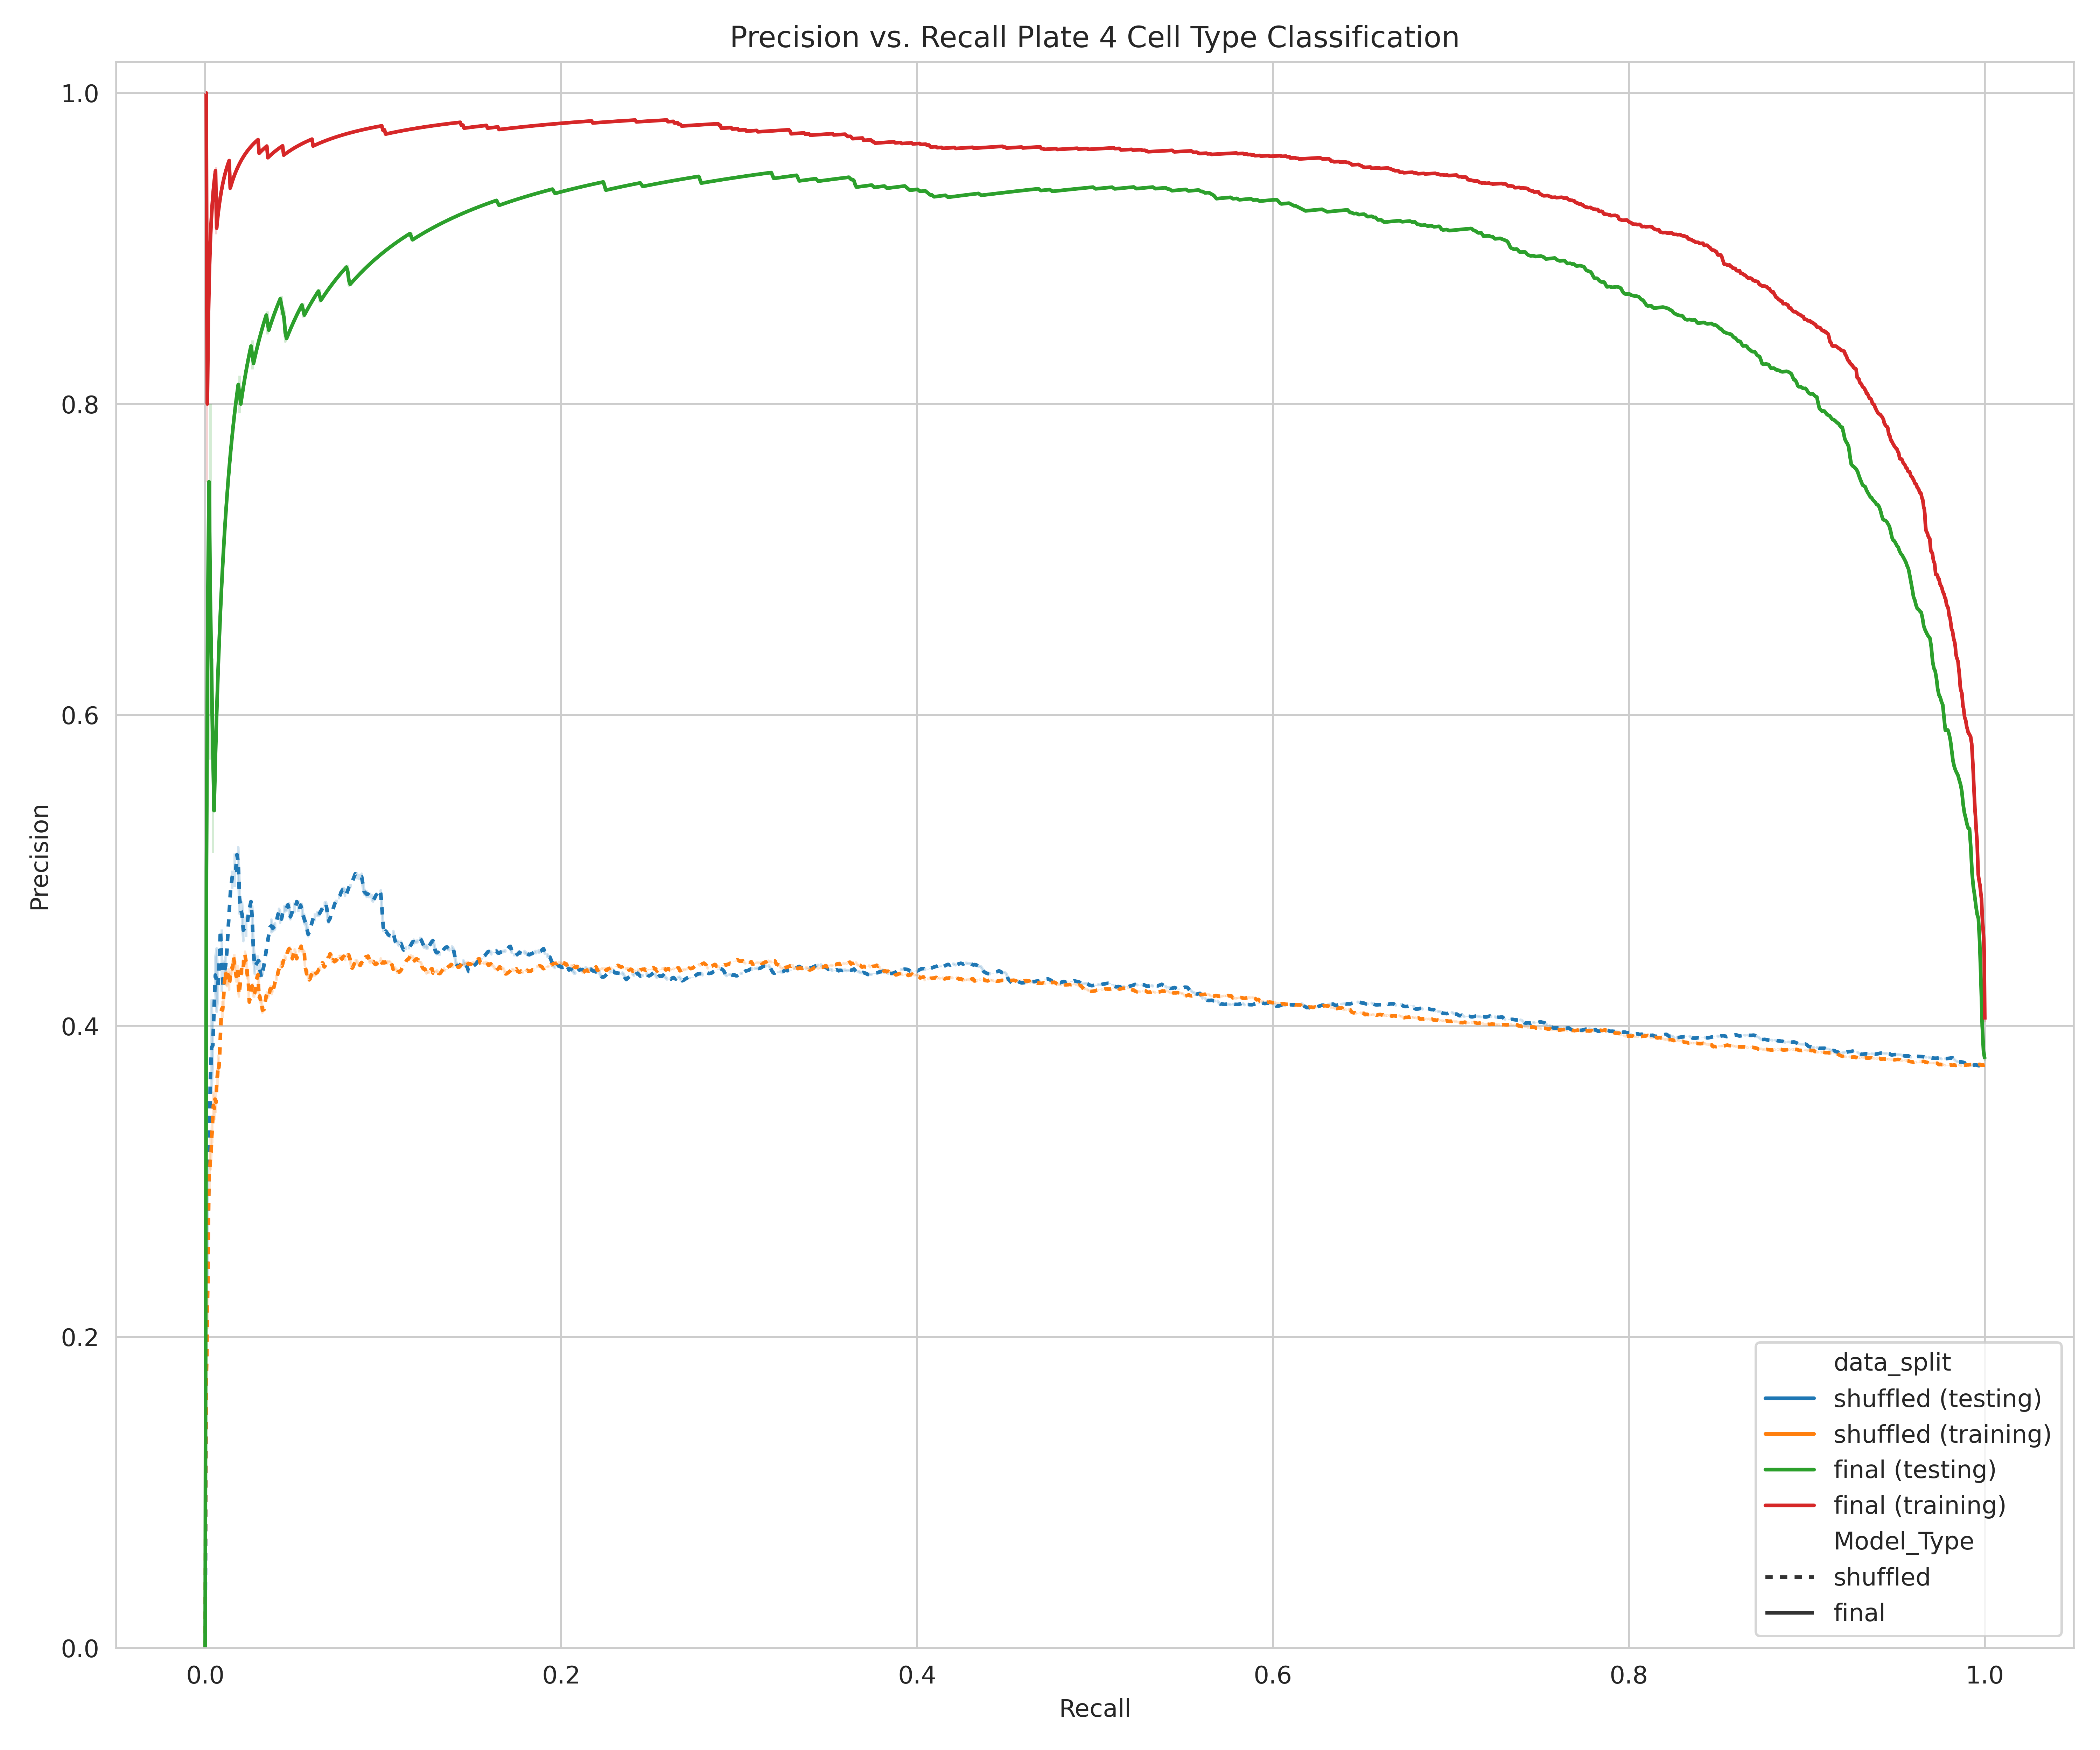 Precision vs. Recall Plate 4 Cell Type Classification
1.0
0.8
0.6
0.4
0.2
0.0
Precision
0.0 0.2 0.4 0.6 0.8 1.0
Recall
data_split
shuffled (testing)
shuffled (training)
final (testing)
final (training)
Model_Type
shuffled
final